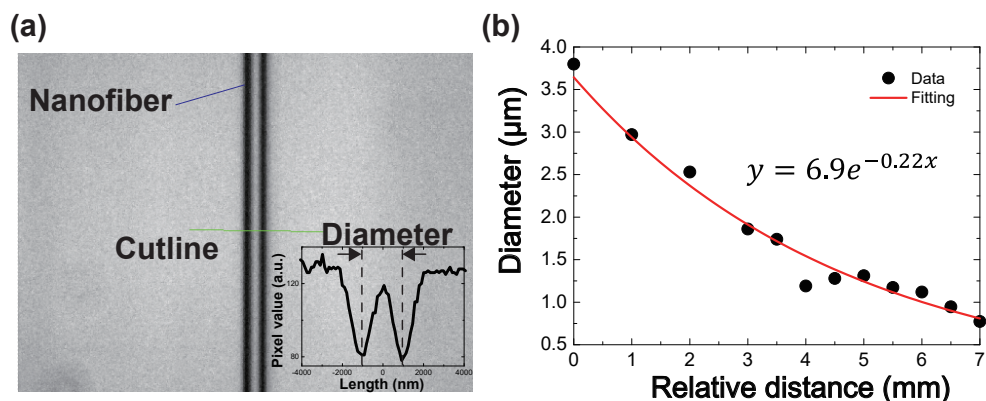 (a)
Nanofiber
Cutline
Diameter
Pixel value (a.u.)
120
80
-4000 -2000 0 2000 4000
Length (nm)
(b)
Diameter (μm)
4.0
3.5
3.0
2.5
2.0
1.5
1.0
0.5
Data
Fitting
y = 6.9e^{-0.22x}
0 1 2 3 4 5 6 7
Relative distance (mm)